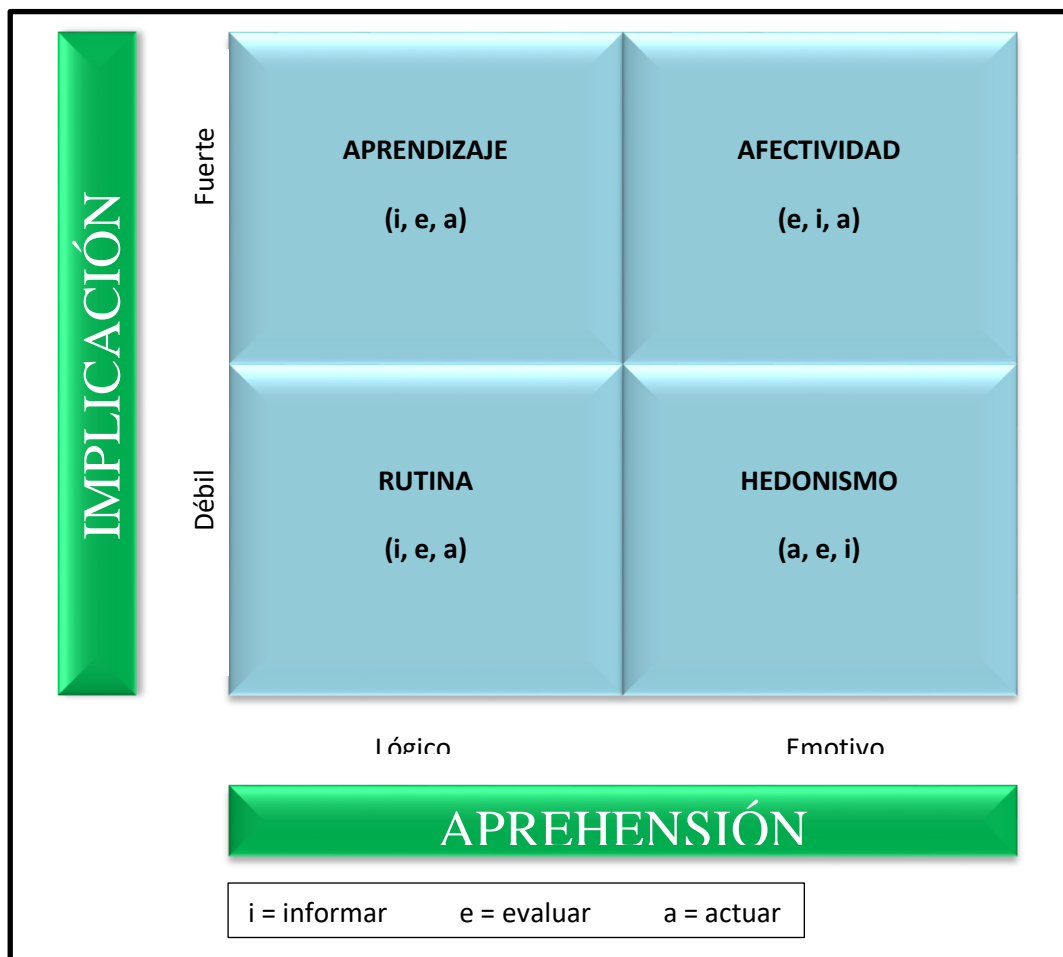 IMPLICACIÓN
Fuerte
APRENDIZAJE
(i, e, a)
AFECTIVIDAD
(e, i, a)
Débil
RUTINA
(i, e, a)
HEDONISMO
(a, e, i)
Lógico
Emotivo
APREHENSIÓN
i = informar e = evaluar a = actuar